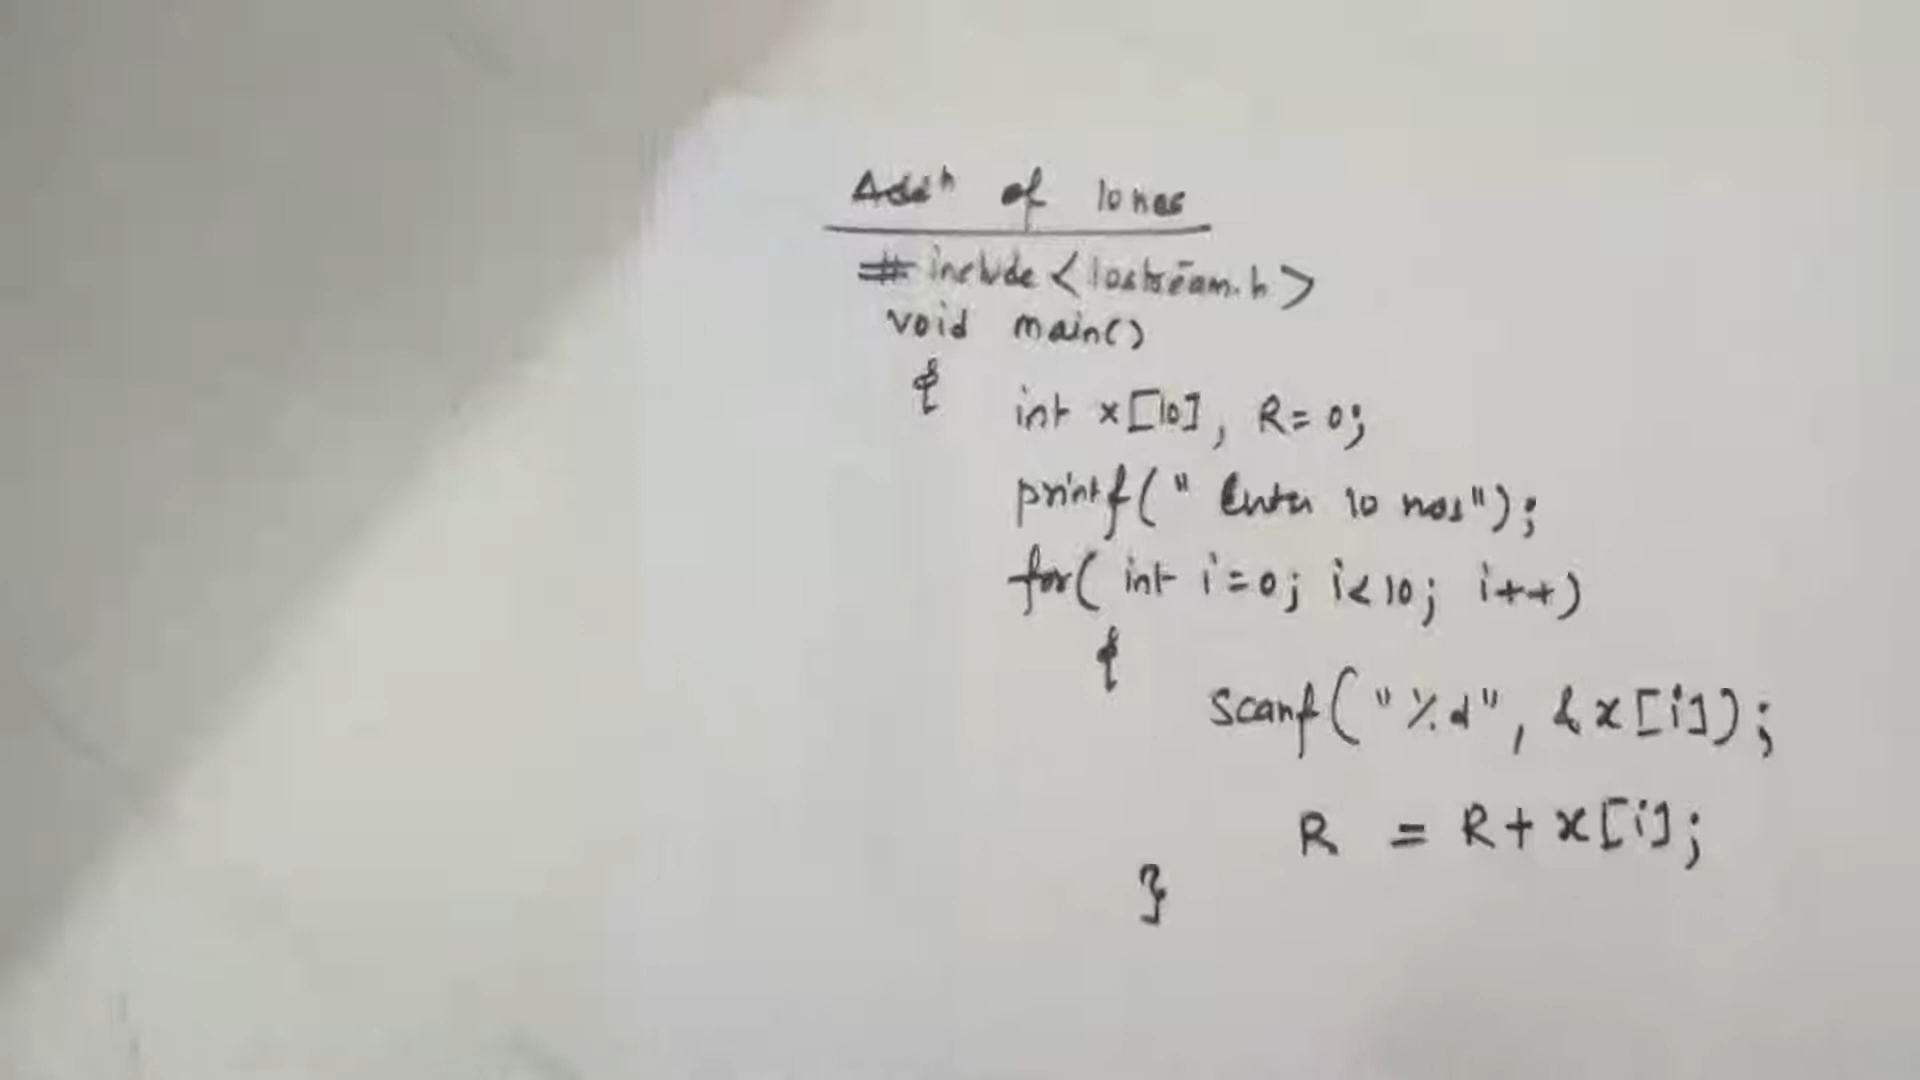 Addn of 10 nos
# include <iostream.h>
void main()
{
int x[10], R=0;
printf(" Enter 10 nos");
for( int i=0; i<10; i++)
{
scanf("%d", &x[i]);
R = R+x[i];
}